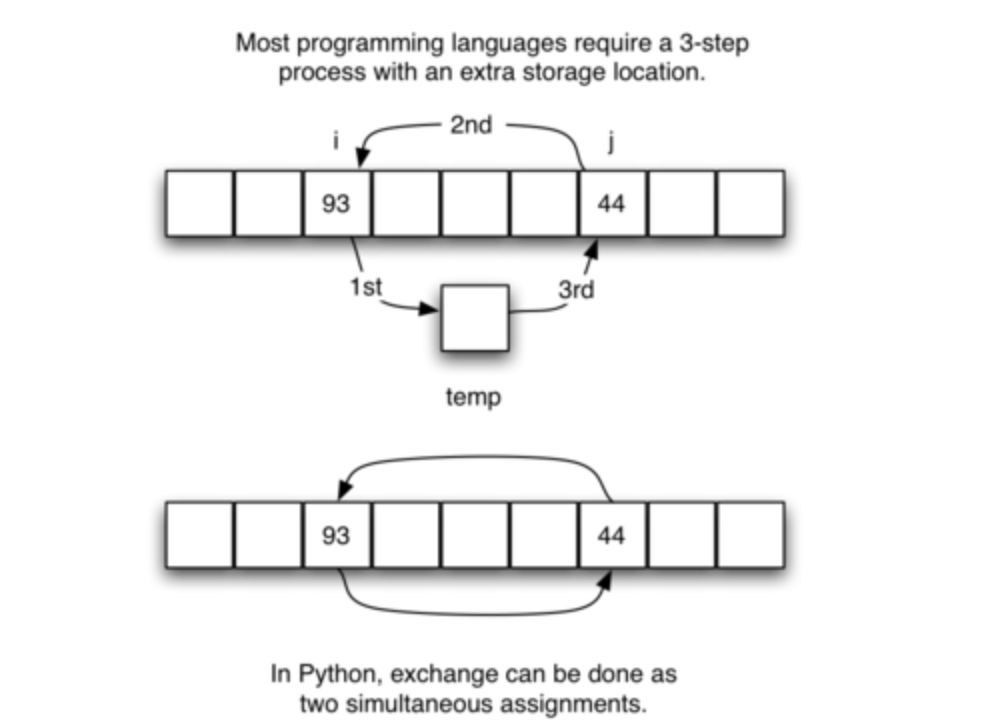 Most programming languages require a 3-step
process with an extra storage location.
2nd
i
j
93
44
1st
3rd
temp
93
44
In Python, exchange can be done as
two simultaneous assignments.